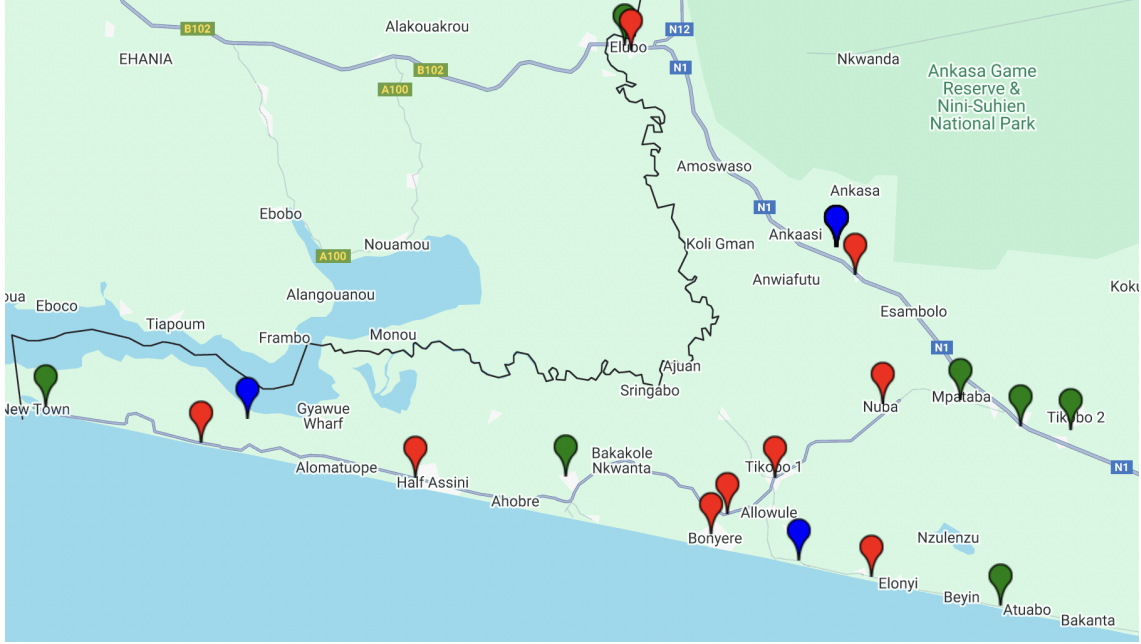 B102
Alakouakrou
N12
Elubo
EHANIA
B102
N1
Nkwanda
A100
Ankasa Game
Reserve &
Nini-Suhien
National Park
Amoswaso
Ankasa
N1
Ebobo
Ankaasi
Nouamou
Koli Gman
A100
Anwiafutu
Alangouanou
Koku
oua
Eboco
Esambolo
Tiapoum
Frambo
Monou
N1
Ajuan
Sringabo
New Town
Gyawue
Wharf
Nuba
Mpataba
Tikobo 2
Bakakole
Nkwanta
Alomatuope
Half Assini
Tikobo 1
N1
Ahobre
Allowule
Bonyere
Nzulenzu
Elonyi
Beyin
Atuabo
Bakanta